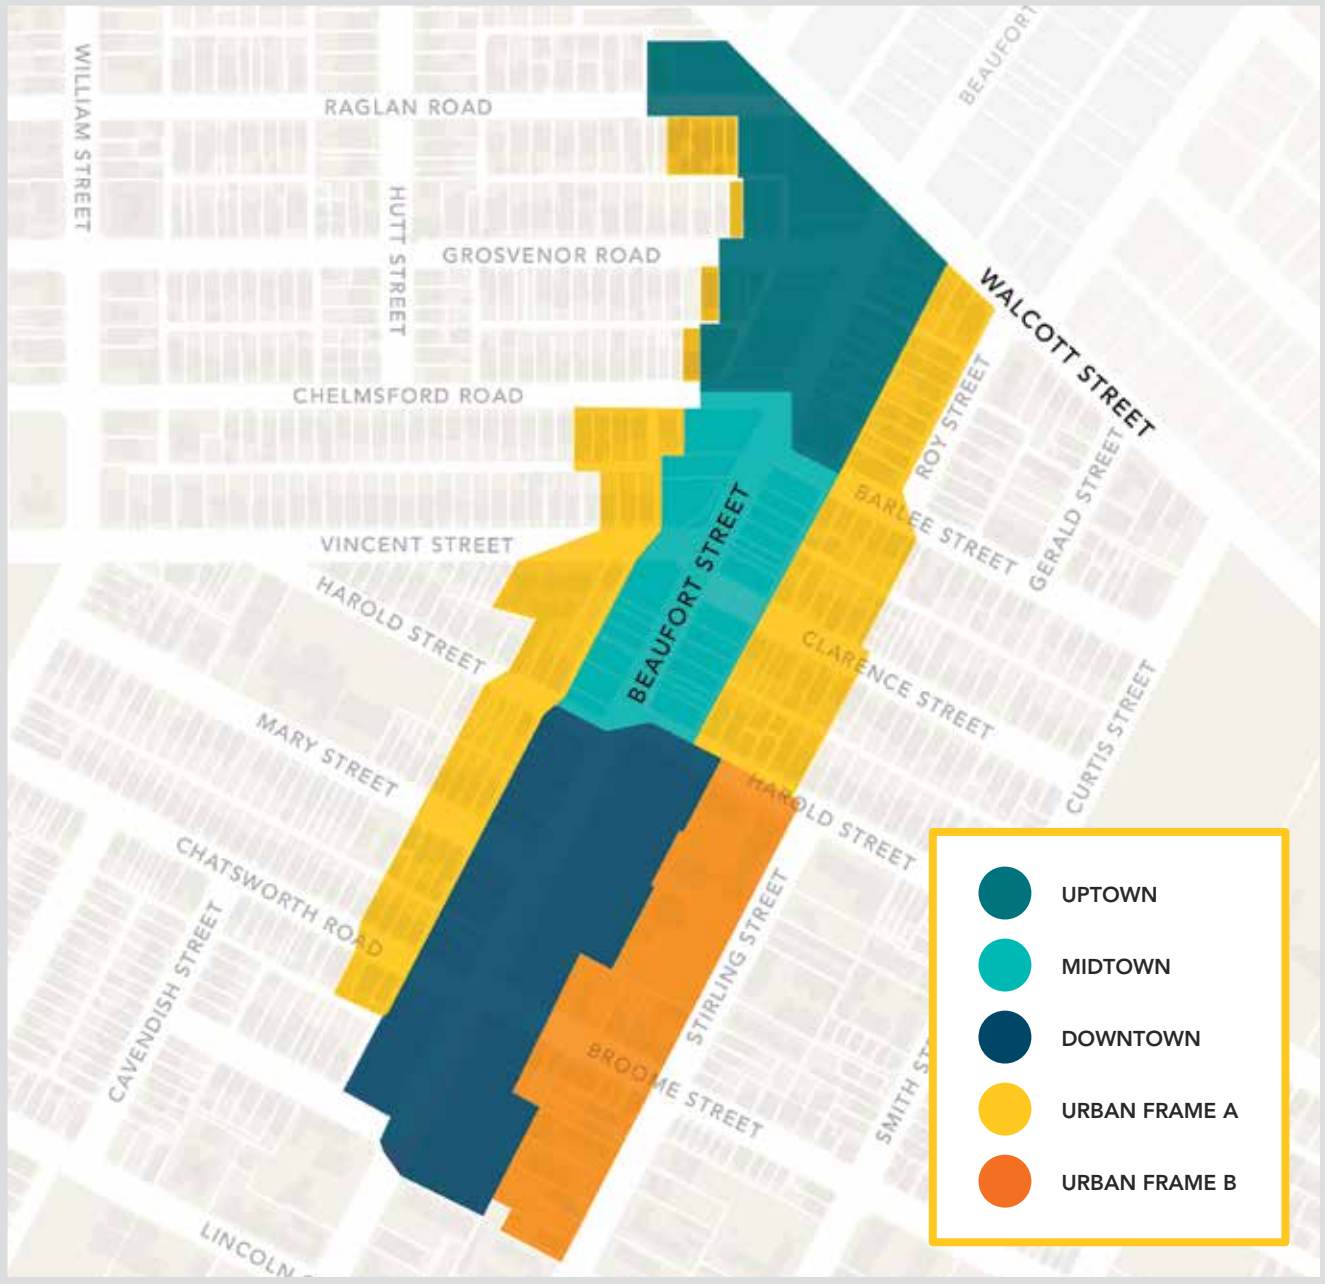 BEAUFORT
WILLIAM STREET
RAGLAN ROAD
HUTT STREET
GROSVENOR ROAD
WALCOTT STREET
CHELMSFORD ROAD
ROY STREET
GERALD STREET
BARLEE STREET
BEAUFORT STREET
VINCENT STREET
HAROLD STREET
CLARENCE STREET
CURTIS STREET
MARY STREET
HAROLD STREET
CHATSWORTH ROAD
STIRLING STREET
CAVENDISH STREET
BROOME STREET
SMITH ST
LINCOLN
UPTOWN
MIDTOWN
DOWNTOWN
URBAN FRAME A
URBAN FRAME B